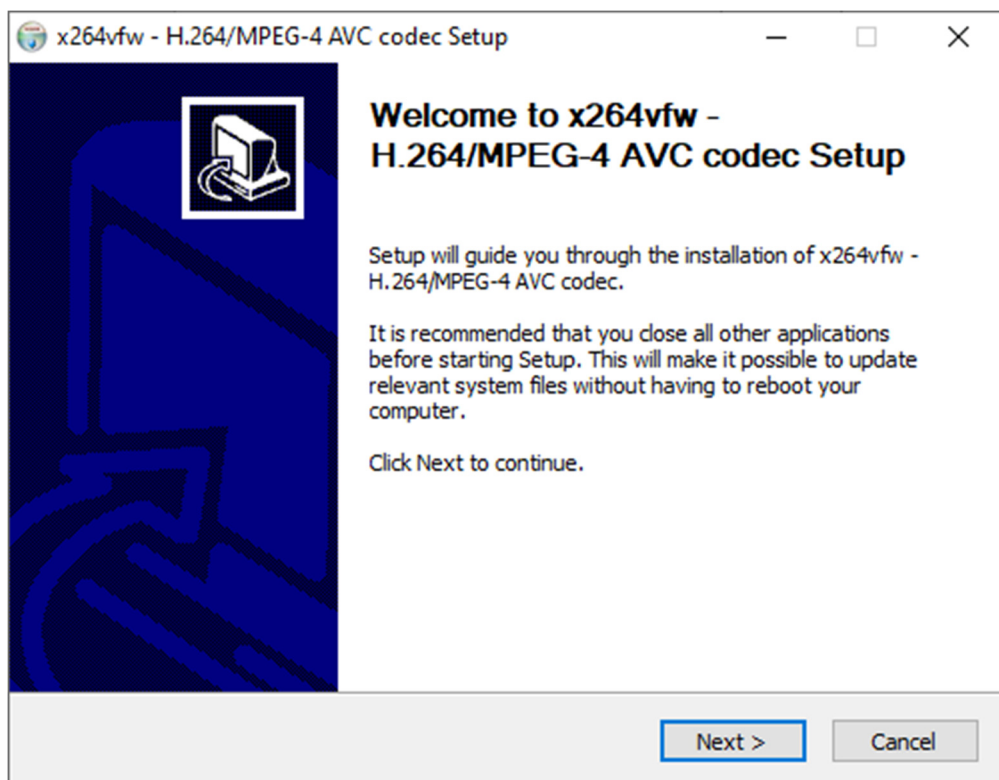 x264vfw - H.264/MPEG-4 AVC codec Setup
Welcome to x264vfw -
H.264/MPEG-4 AVC codec Setup
Setup will guide you through the installation of x264vfw -
H.264/MPEG-4 AVC codec.
It is recommended that you close all other applications
before starting Setup. This will make it possible to update
relevant system files without having to reboot your
computer.
Click Next to continue.
Next >
Cancel